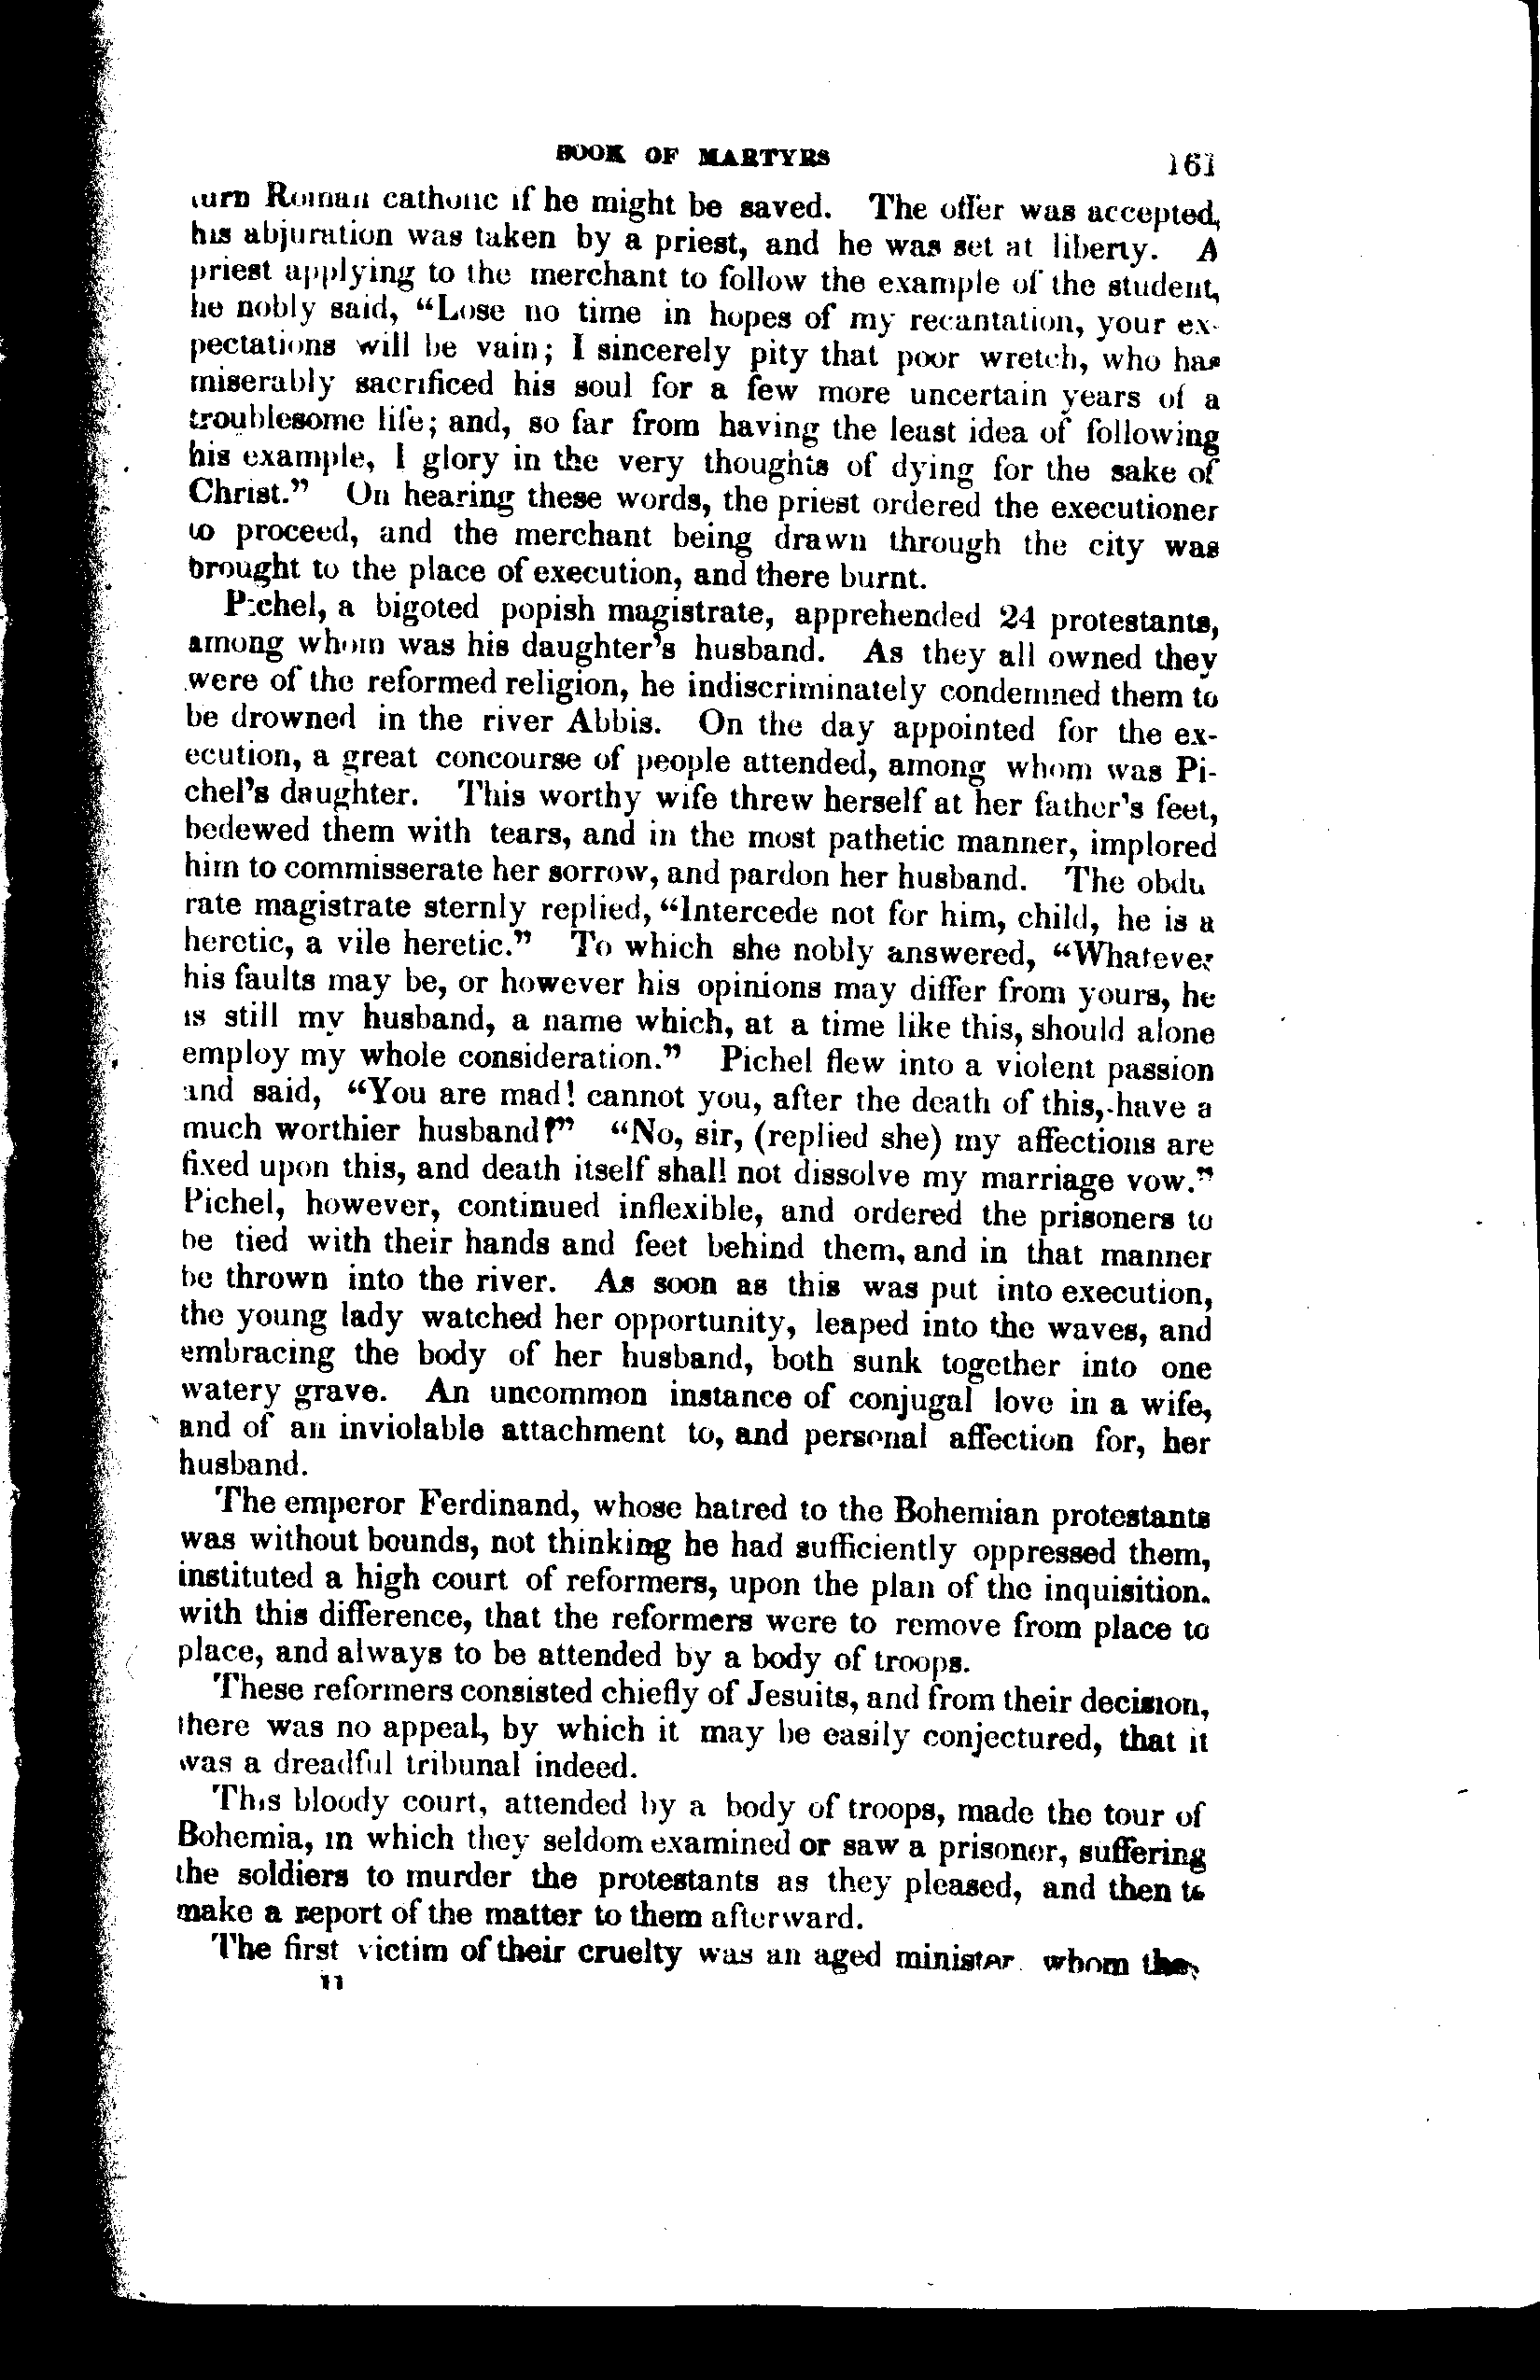 BOOK OF MARTYRS 161
turn Roman catholic if he might be saved. The offer was accepted,
his abjuration was taken by a priest, and he was set at liberty. A
priest applying to the merchant to follow the example of the student,
he nobly said, “Lose no time in hopes of my recantation, your ex-
pectations will be vain; I sincerely pity that poor wretch, who has
miserably sacrificed his soul for a few more uncertain years of a
troublesome life; and, so far from having the least idea of following
his example, I glory in the very thoughts of dying for the sake of
Christ.” On hearing these words, the priest ordered the executioner
to proceed, and the merchant being drawn through the city was
brought to the place of execution, and there burnt.
Pichel, a bigoted popish magistrate, apprehended 24 protestants,
among whom was his daughter's husband. As they all owned they
were of the reformed religion, he indiscriminately condemned them to
be drowned in the river Abbis. On the day appointed for the ex-
ecution, a great concourse of people attended, among whom was Pi-
chel's daughter. This worthy wife threw herself at her father's feet,
bedewed them with tears, and in the most pathetic manner, implored
him to commisserate her sorrow, and pardon her husband. The obdu
rate magistrate sternly replied, “Intercede not for him, child, he is a
heretic, a vile heretic.” To which she nobly answered, “Whatever
his faults may be, or however his opinions may differ from yours, he
is still my husband, a name which, at a time like this, should alone
employ my whole consideration.” Pichel flew into a violent passion
and said, “You are mad! cannot you, after the death of this, have a
much worthier husband?” “No, sir, (replied she) my affections are
fixed upon this, and death itself shall not dissolve my marriage vow.”
Pichel, however, continued inflexible, and ordered the prisoners to
be tied with their hands and feet behind them, and in that manner
be thrown into the river. As soon as this was put into execution,
the young lady watched her opportunity, leaped into the waves, and
embracing the body of her husband, both sunk together into one
watery grave. An uncommon instance of conjugal love in a wife,
and of an inviolable attachment to, and personal affection for, her
husband.
The emperor Ferdinand, whose hatred to the Bohemian protestants
was without bounds, not thinking he had sufficiently oppressed them,
instituted a high court of reformers, upon the plan of the inquisition.
with this difference, that the reformers were to remove from place to
place, and always to be attended by a body of troops.
These reformers consisted chiefly of Jesuits, and from their decision,
there was no appeal, by which it may be easily conjectured, that it
was a dreadful tribunal indeed.
This bloody court, attended by a body of troops, made the tour of
Bohemia, in which they seldom examined or saw a prisoner, suffering
the soldiers to murder the protestants as they pleased, and then to
make a report of the matter to them afterward.
The first victim of their cruelty was an aged minister whom they
11